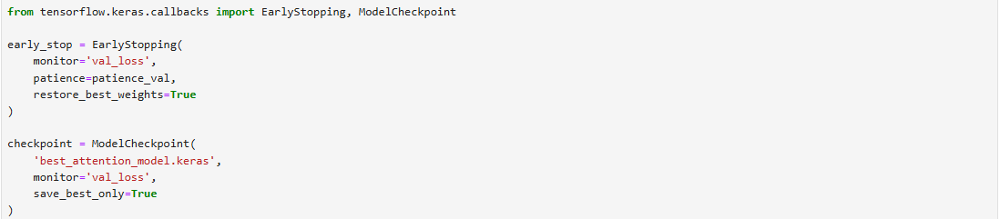 from tensorflow.keras.callbacks import EarlyStopping, ModelCheckpoint

early_stop = EarlyStopping(
    monitor='val_loss',
    patience=patience_val,
    restore_best_weights=True
)

checkpoint = ModelCheckpoint(
    'best_attention_model.keras',
    monitor='val_loss',
    save_best_only=True
)